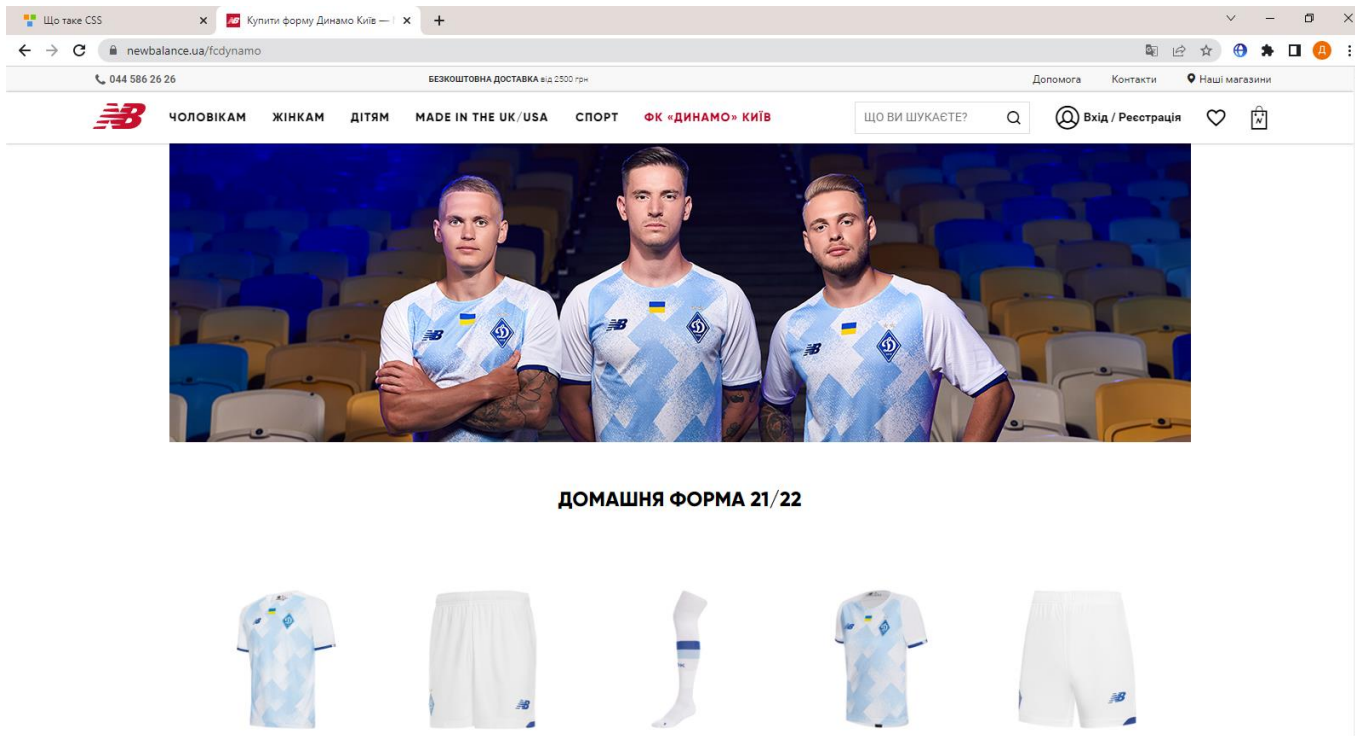 Що таке CSS
Купити форму Динамо Київ —
newbalance.ua/fcdynamo
044 586 26 26
БЕЗКОШТОВНА ДОСТАВКА від 2500 грн
Допомога
Контакти
Наші магазини
NB
ЧОЛОВІКАМ
ЖІНКАМ
ДІТЯМ
MADE IN THE UK/USA
СПОРТ
ФК «ДИНАМО» КИЇВ
ЩО ВИ ШУКАЄТЕ?
Вхід / Реєстрація
ДОМАШНЯ ФОРМА 21/22